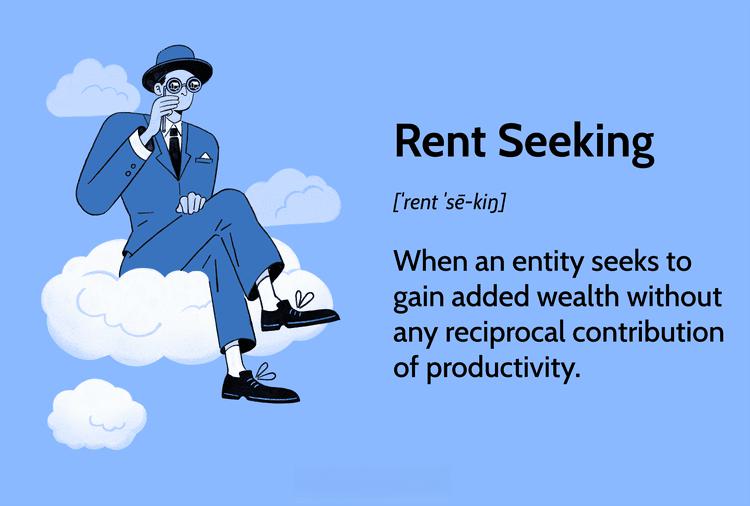 Rent Seeking
[ˈrent ˈsē-kiŋ]
When an entity seeks to
gain added wealth without
any reciprocal contribution
of productivity.